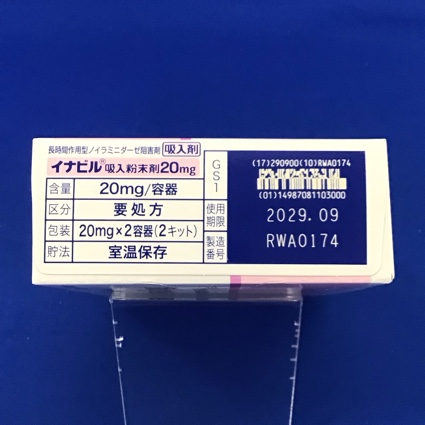 長時間作用型ノイラミニダーゼ阻害剤 吸入剤
イナビル® 吸入粉末剤20mg
含量 20mg/容器
区分 要処方
包装 20mg×2容器(2キット)
貯法 室温保存
GS1
使用期限
製造番号
(17)290900(10)RWA0174
(01)14987081103000
2029.09
RWA0174